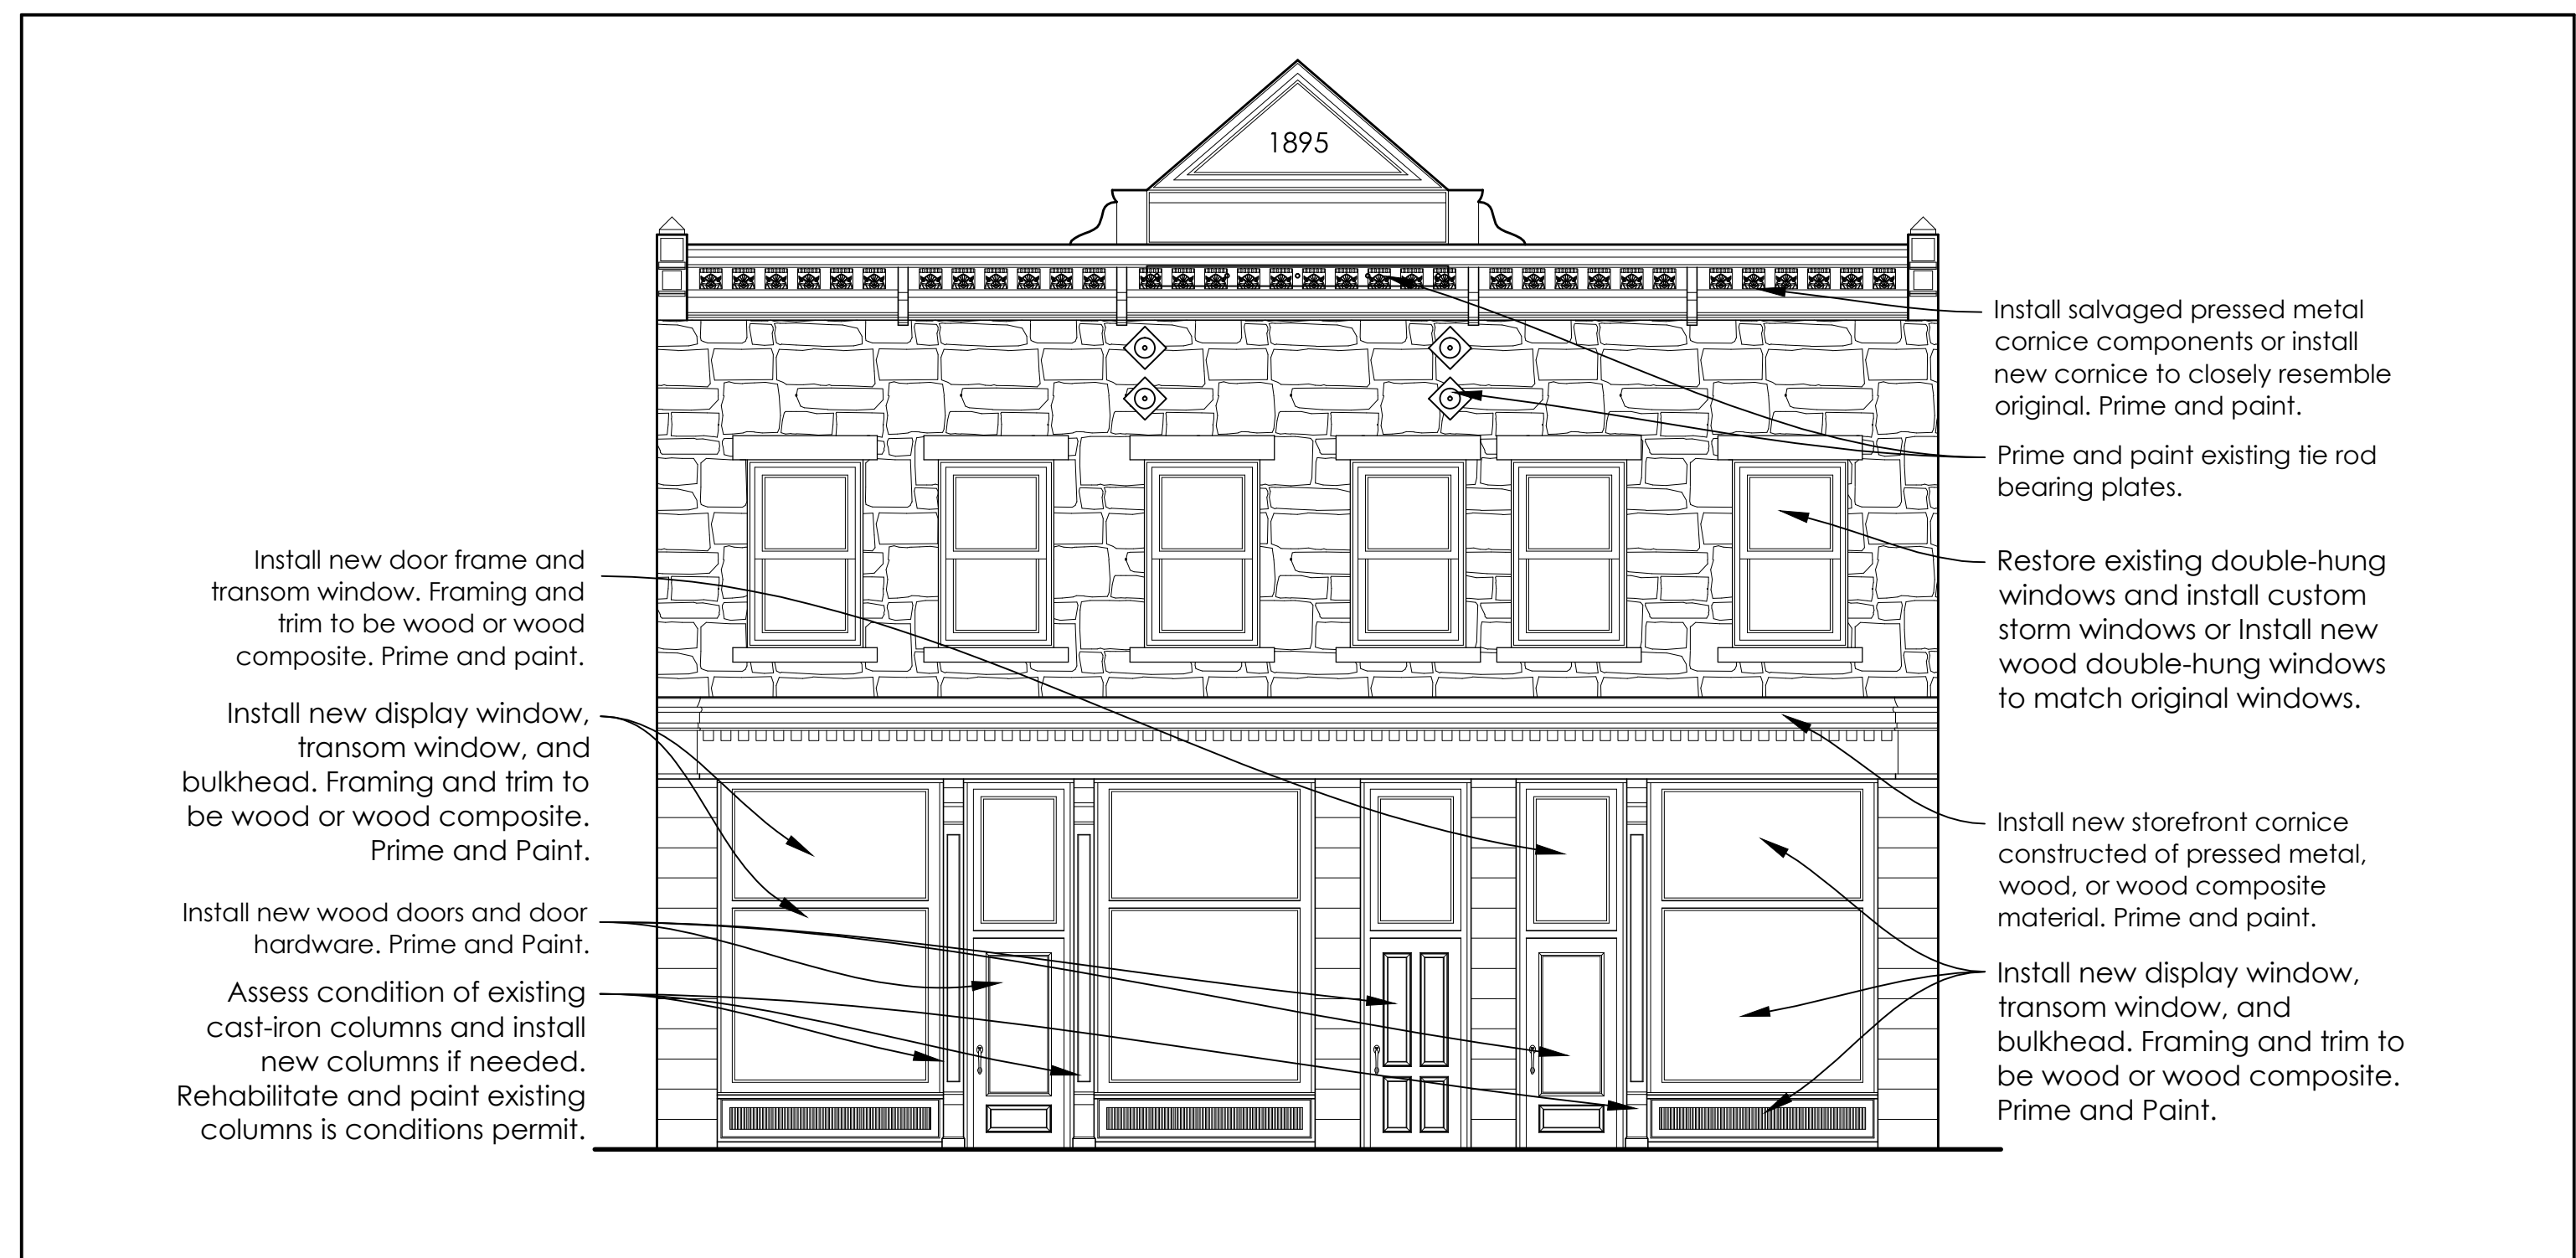 1895
Install salvaged pressed metal
cornice components or install
new cornice to closely resemble
original. Prime and paint.
Prime and paint existing tie rod
bearing plates.
Restore existing double-hung
windows and install custom
storm windows or Install new
wood double-hung windows
to match original windows.
Install new storefront cornice
constructed of pressed metal,
wood, or wood composite
material. Prime and paint.
Install new display window,
transom window, and
bulkhead. Framing and trim to
be wood or wood composite.
Prime and Paint.
Install new door frame and
transom window. Framing and
trim to be wood or wood
composite. Prime and paint.
Install new display window,
transom window, and
bulkhead. Framing and trim to
be wood or wood composite.
Prime and Paint.
Install new wood doors and door
hardware. Prime and Paint.
Assess condition of existing
cast-iron columns and install
new columns if needed.
Rehabilitate and paint existing
columns is conditions permit.